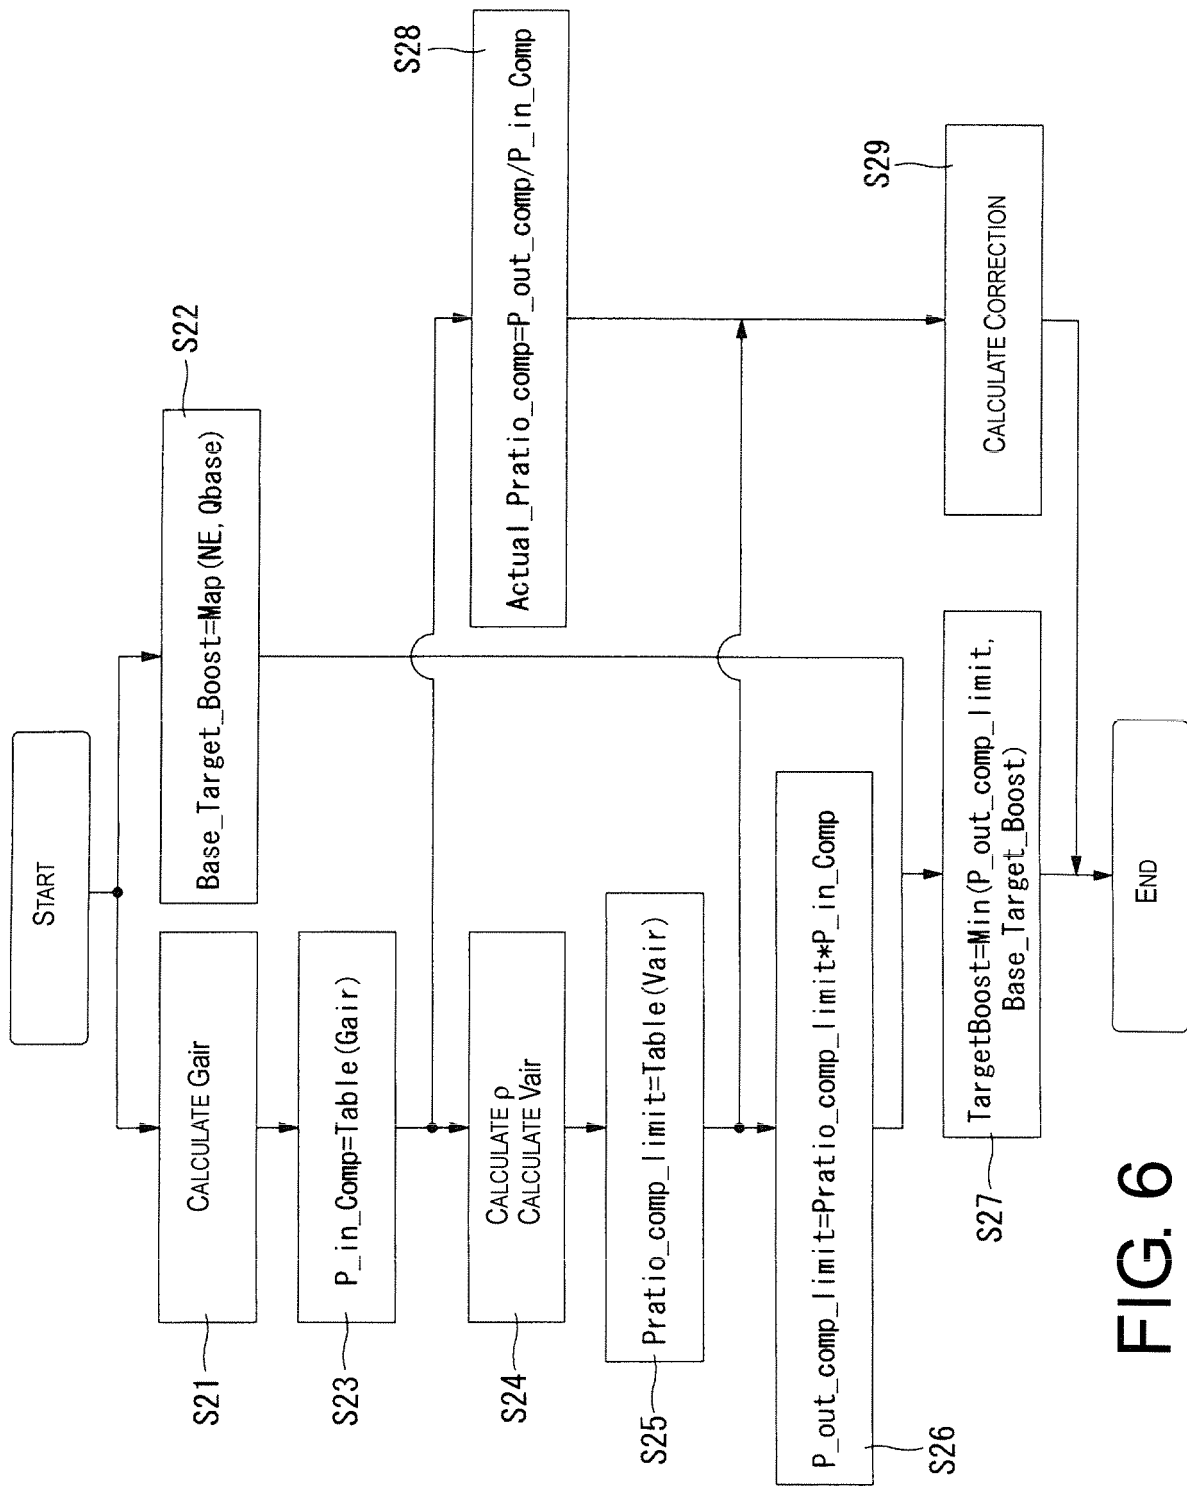 START
S21
CALCULATE Gair
S22
Base_Target_Boost=Map(NE, Qbase)
S23
P_in_Comp=Table(Gair)
S24
CALCULATE ρ
CALCULATE Vair
S28
Actual_Pratio_comp=P_out_comp/P_in_Comp
S25
Pratio_comp_limit=Table(Vair)
S26
P_out_comp_limit=Pratio_comp_limit*P_in_Comp
S27
TargetBoost=Min(P_out_comp_limit,
Base_Target_Boost)
S29
CALCULATE CORRECTION
END
FIG. 6